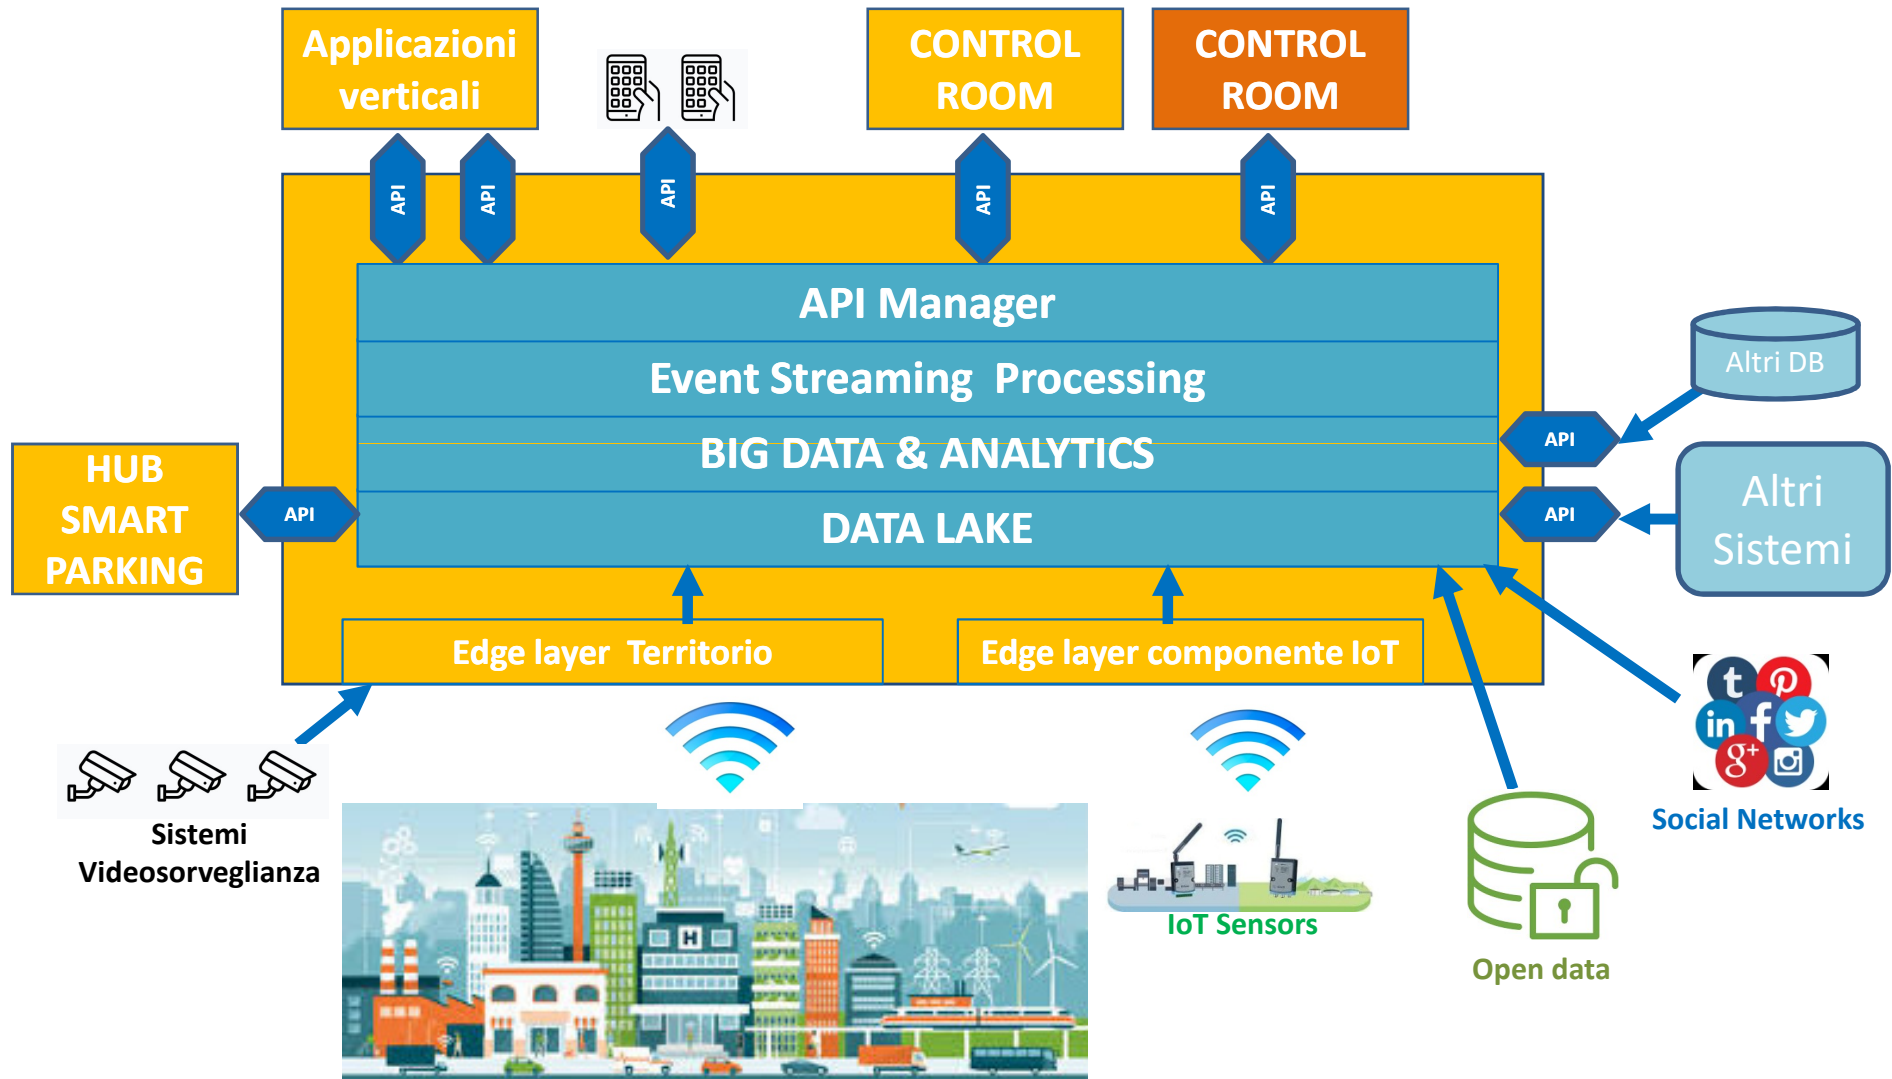 Applicazioni
verticali
CONTROL
ROOM
CONTROL
ROOM
API
API
API
API
API
API Manager
Event Streaming  Processing
BIG DATA & ANALYTICS
DATA LAKE
HUB
SMART
PARKING
API
API
API
Altri DB
Altri
Sistemi
Edge layer  Territorio
Edge layer componente IoT
Sistemi
Videosorveglianza
H
IoT Sensors
Open data
t
in
f
g+
Social Networks